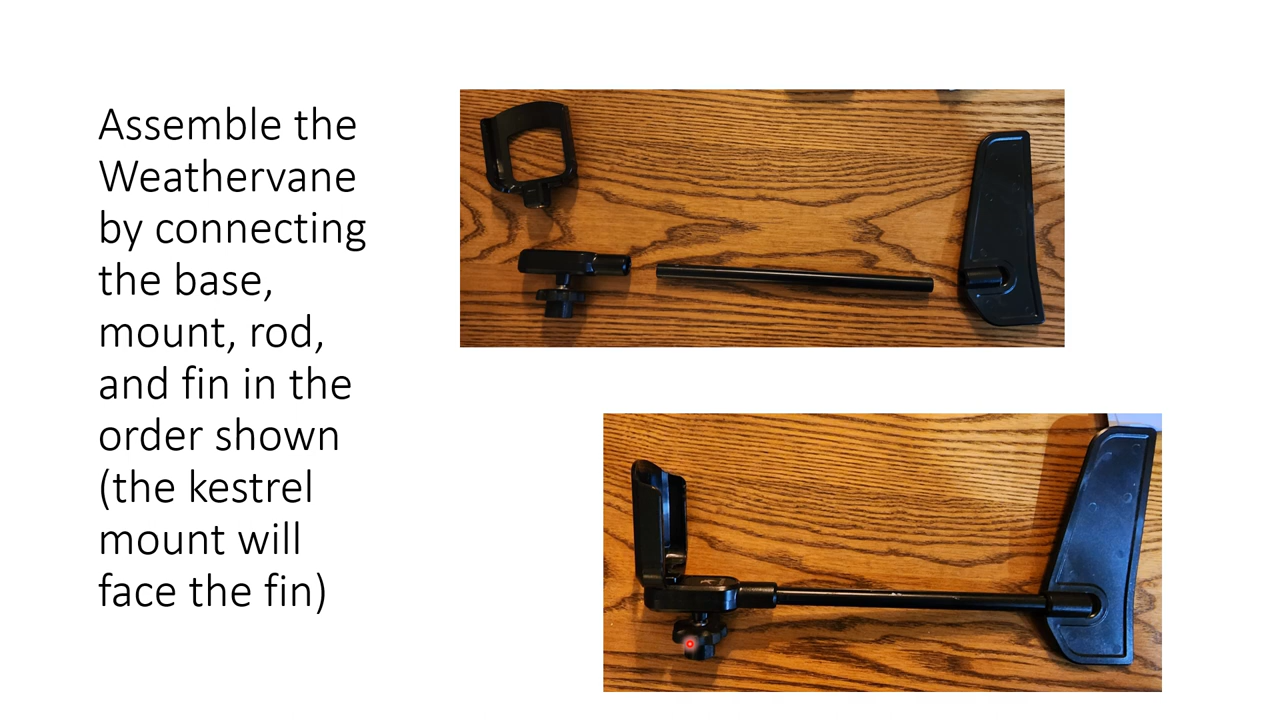 Assemble the
Weathervane
by connecting
the base,
mount, rod,
and fin in the
order shown
(the kestrel
mount will
face the fin)